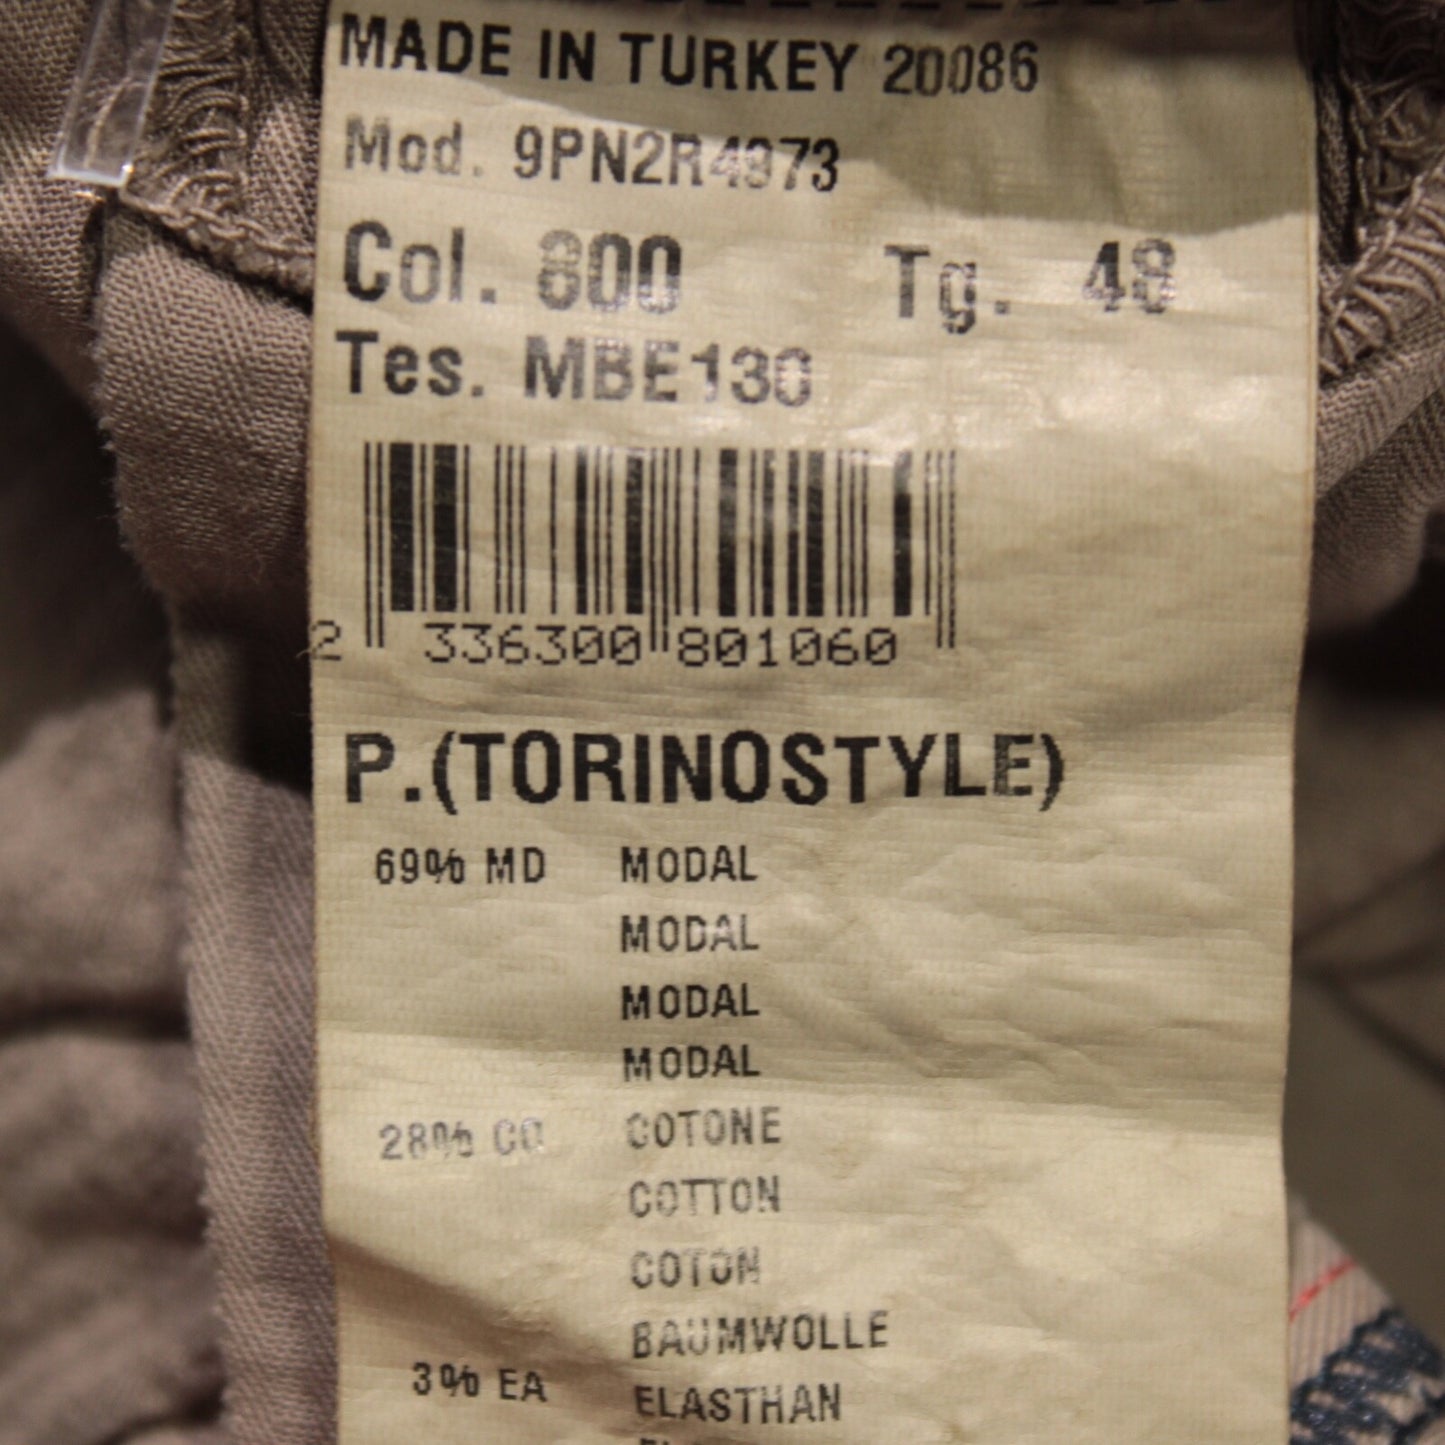 MADE IN TURKEY 20086
Mod. 9PN2R4973
Col. 800 Tg. 48
Tes. MBE130
2 336300 801060
P.(TORINOSTYLE)
69% MD MODAL
MODAL
MODAL
MODAL
28% CO COTONE
COTTON
COTON
BAUMWOLLE
3% EA ELASTHAN